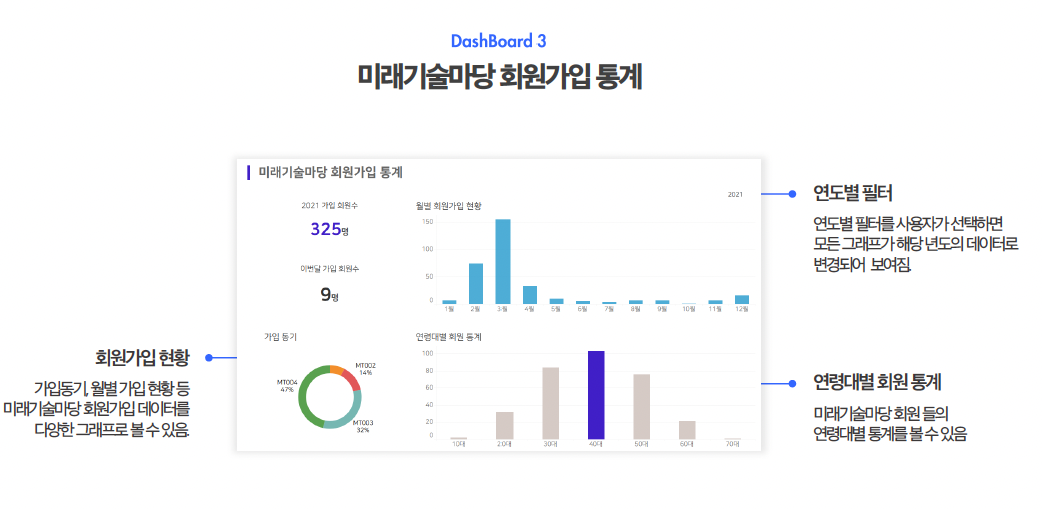 DashBoard 3
미래기술마당 회원가입 통계
미래기술마당 회원가입 통계
2021
2021 가입 회원수
325명
이번달 가입 회원수
9명
월별 회원가입 현황
150
100
50
0
1월 2월 3월 4월 5월 6월 7월 8월 9월 10월 11월 12월
가입 동기
MT002
14%
MT004
47%
MT003
32%
연령대별 회원 통계
100
80
60
40
20
0
10대 20대 30대 40대 50대 60대 70대
회원가입 현황
가입동기, 월별 가입 현황 등
미래기술마당 회원가입 데이터를
다양한 그래프로 볼 수 있음.
연도별 필터
연도별 필터를 사용자가 선택하면
모든 그래프가 해당 년도의 데이터로
변경되어 보여짐.
연령대별 회원 통계
미래기술마당 회원 들의
연령대별 통계를 볼 수 있음